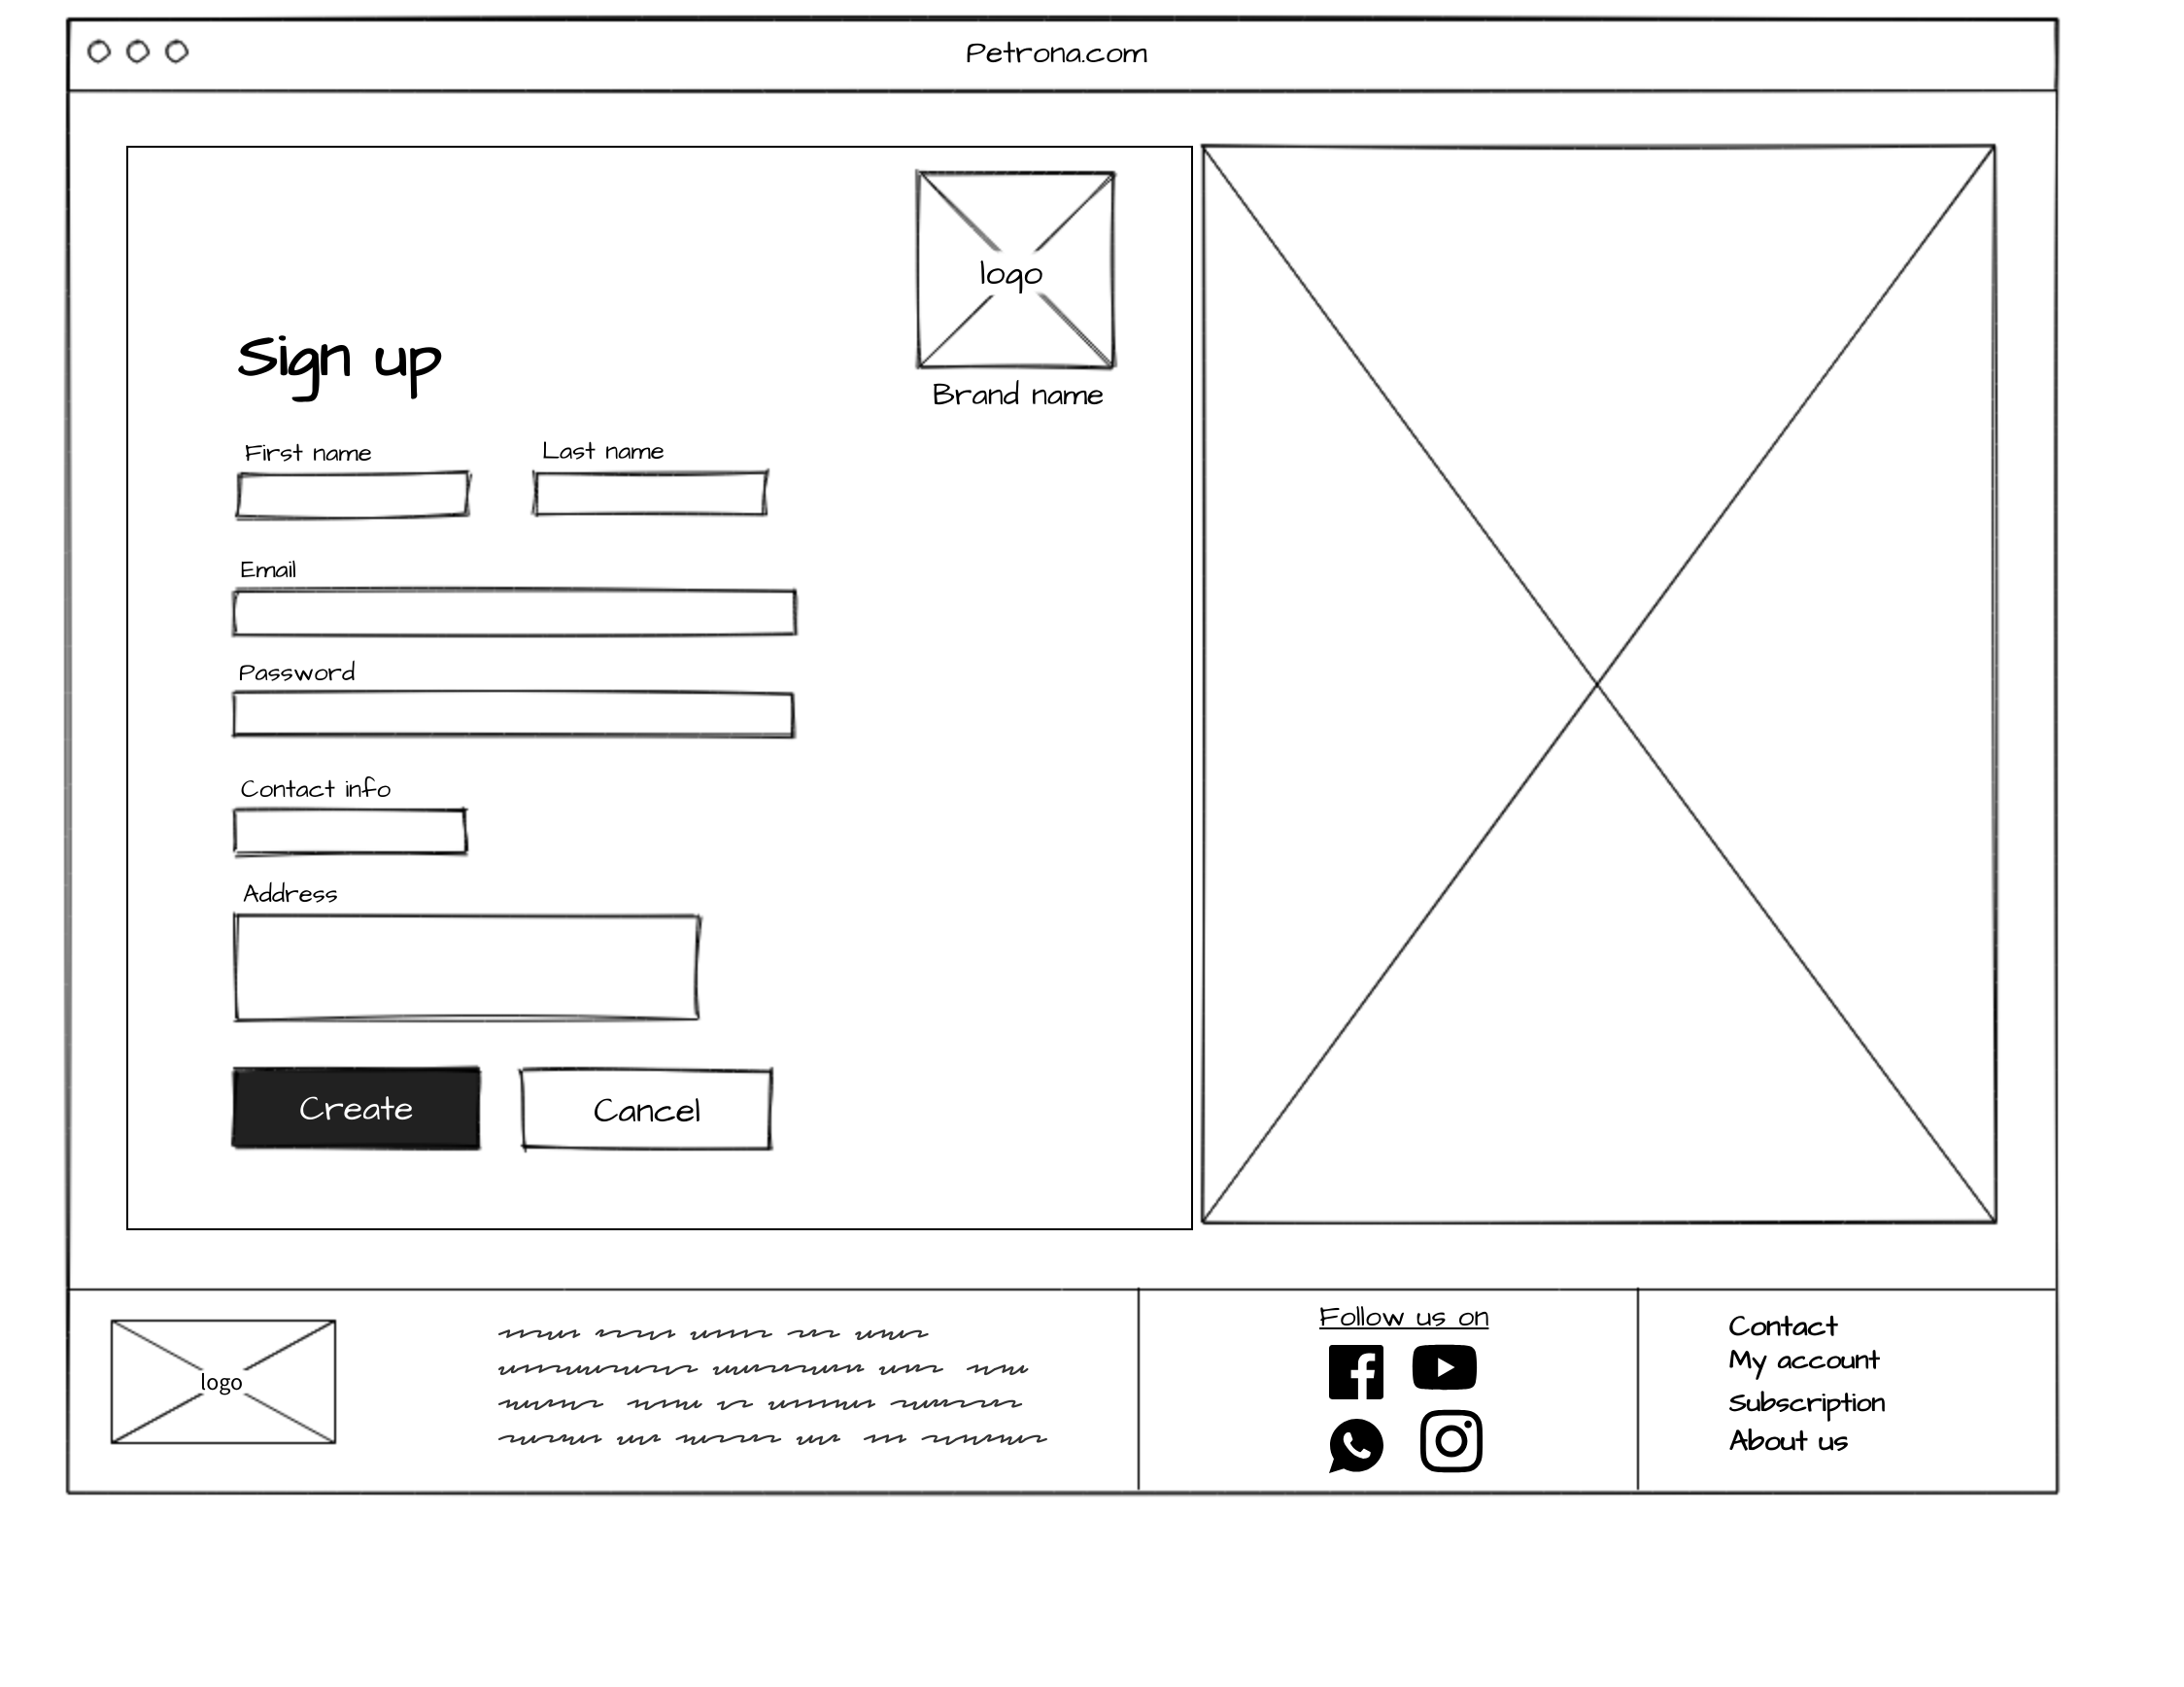 Petrona.com
logo
Brand name
Sign up
First name Last name
Email
Password
Contact info
Address
Create Cancel
logo
Follow us on
Contact
My account
Subscription
About us